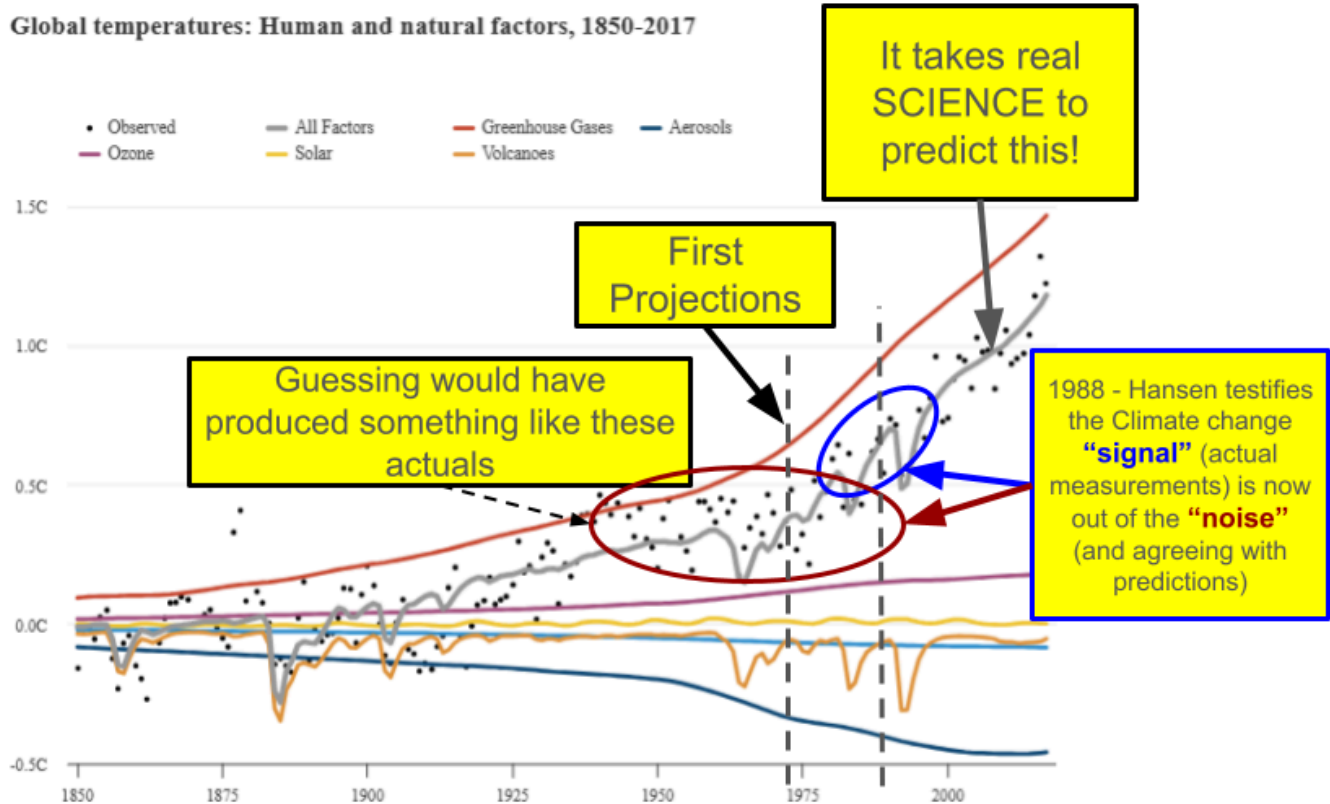 Global temperatures: Human and natural factors, 1850-2017
It takes real
SCIENCE to
predict this!
Observed
All Factors
Greenhouse Gases
Aerosols
Ozone
Solar
Volcanoes
1.5C
First
Projections
1.0C
Guessing would have
produced something like these
actuals
1988 - Hansen testifies
the Climate change
“signal” (actual
measurements) is now
out of the “noise”
(and agreeing with
predictions)
0.5C
0.0C
-0.5C
1850
1875
1900
1925
1950
1975
2000